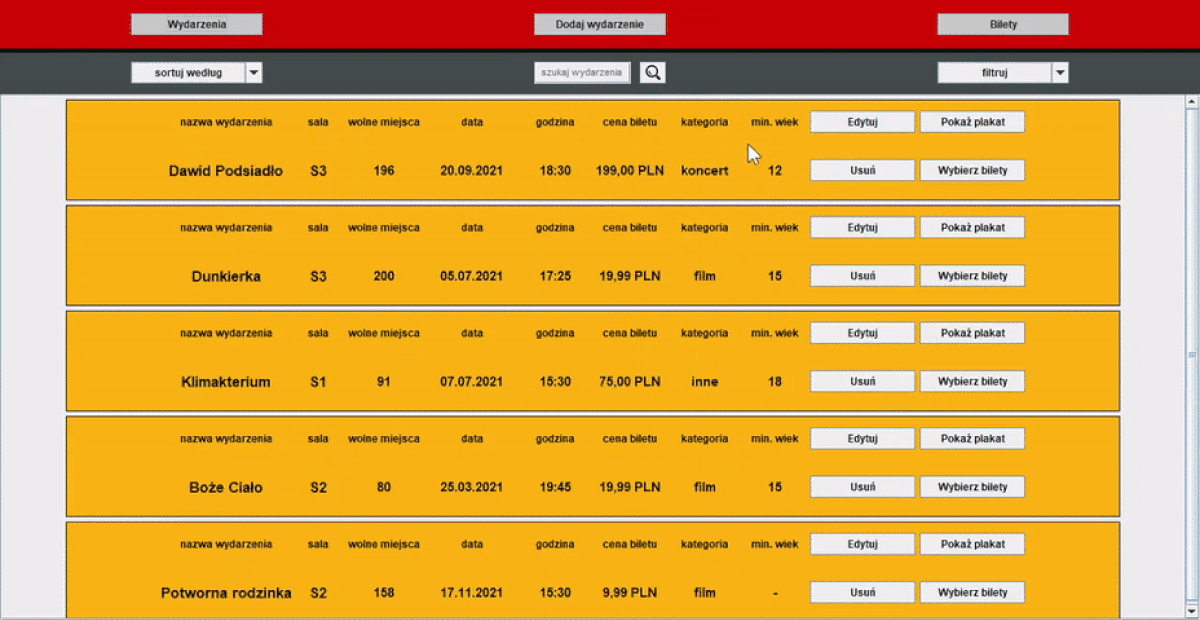 Wydarzenia Dodaj wydarzenie Bilety
sortuj według szukaj wydarzenia filtruj
nazwa wydarzenia sala wolne miejsca data godzina cena biletu kategoria min. wiek Edytuj Pokaż plakat
Dawid Podsiadło S3 196 20.09.2021 18:30 199,00 PLN koncert 12 Usuń Wybierz bilety
nazwa wydarzenia sala wolne miejsca data godzina cena biletu kategoria min. wiek Edytuj Pokaż plakat
Dunkierka S3 200 05.07.2021 17:25 19,99 PLN film 15 Usuń Wybierz bilety
nazwa wydarzenia sala wolne miejsca data godzina cena biletu kategoria min. wiek Edytuj Pokaż plakat
Klimakterium S1 91 07.07.2021 15:30 75,00 PLN inne 18 Usuń Wybierz bilety
nazwa wydarzenia sala wolne miejsca data godzina cena biletu kategoria min. wiek Edytuj Pokaż plakat
Boże Ciało S2 80 25.03.2021 19:45 19,99 PLN film 15 Usuń Wybierz bilety
nazwa wydarzenia sala wolne miejsca data godzina cena biletu kategoria min. wiek Edytuj Pokaż plakat
Potworna rodzinka S2 158 17.11.2021 15:30 9,99 PLN film - Usuń Wybierz bilety